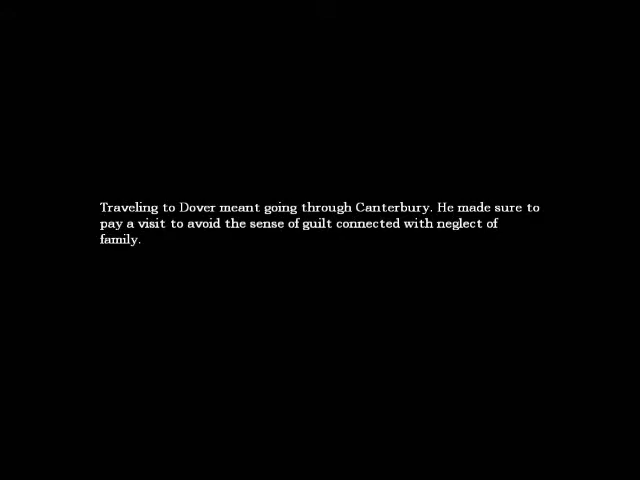 Traveling to Dover meant going through Canterbury. He made sure to
pay a visit to avoid the sense of guilt connected with neglect of
family.